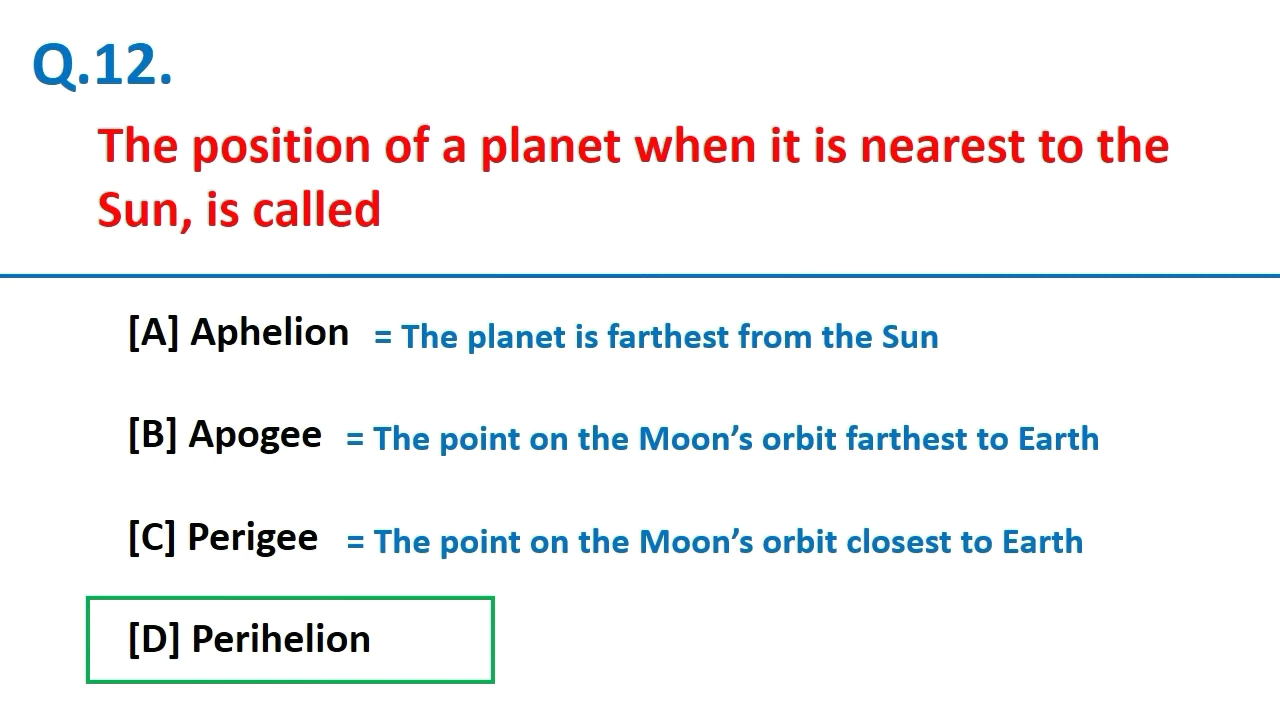 Q.12.
The position of a planet when it is nearest to the
Sun, is called
[A] Aphelion = The planet is farthest from the Sun
[B] Apogee = The point on the Moon’s orbit farthest to Earth
[C] Perigee = The point on the Moon’s orbit closest to Earth
[D] Perihelion